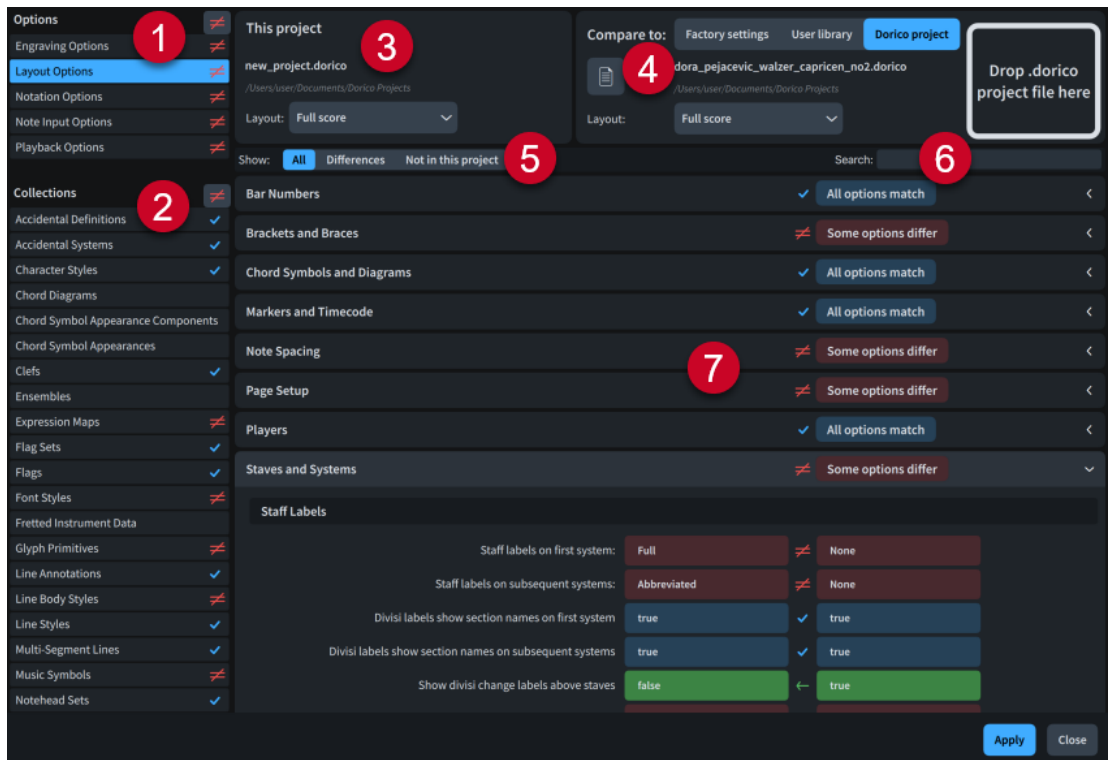 Options
1
Engraving Options
Layout Options
Notation Options
Note Input Options
Playback Options
Collections
2
Accidental Definitions
Accidental Systems
Character Styles
Chord Diagrams
Chord Symbol Appearance Components
Chord Symbol Appearances
Clefs
Ensembles
Expression Maps
Flag Sets
Flags
Font Styles
Fretted Instrument Data
Glyph Primitives
Line Annotations
Line Body Styles
Line Styles
Multi-Segment Lines
Music Symbols
Notehead Sets
This project
3
new_project.dorico
/Users/user/Documents/Dorico Projects
Layout: Full score
Compare to: Factory settings User library Dorico project
4
dora_pejacevic_walzer_capricen_no2.dorico
/Users/user/Documents/Dorico Projects
Layout: Full score
Drop .dorico
project file here
Show: All Differences Not in this project 5 Search: 6
Bar Numbers ✓ All options match
Brackets and Braces ≠ Some options differ
Chord Symbols and Diagrams ✓ All options match
Markers and Timecode ✓ All options match
Note Spacing ≠ Some options differ
7
Page Setup ≠ Some options differ
Players ✓ All options match
Staves and Systems ≠ Some options differ
Staff Labels
Staff labels on first system: Full ≠ None
Staff labels on subsequent systems: Abbreviated ≠ None
Divisi labels show section names on first system true ✓ true
Divisi labels show section names on subsequent systems true ✓ true
Show divisi change labels above staves false ← true
Apply Close